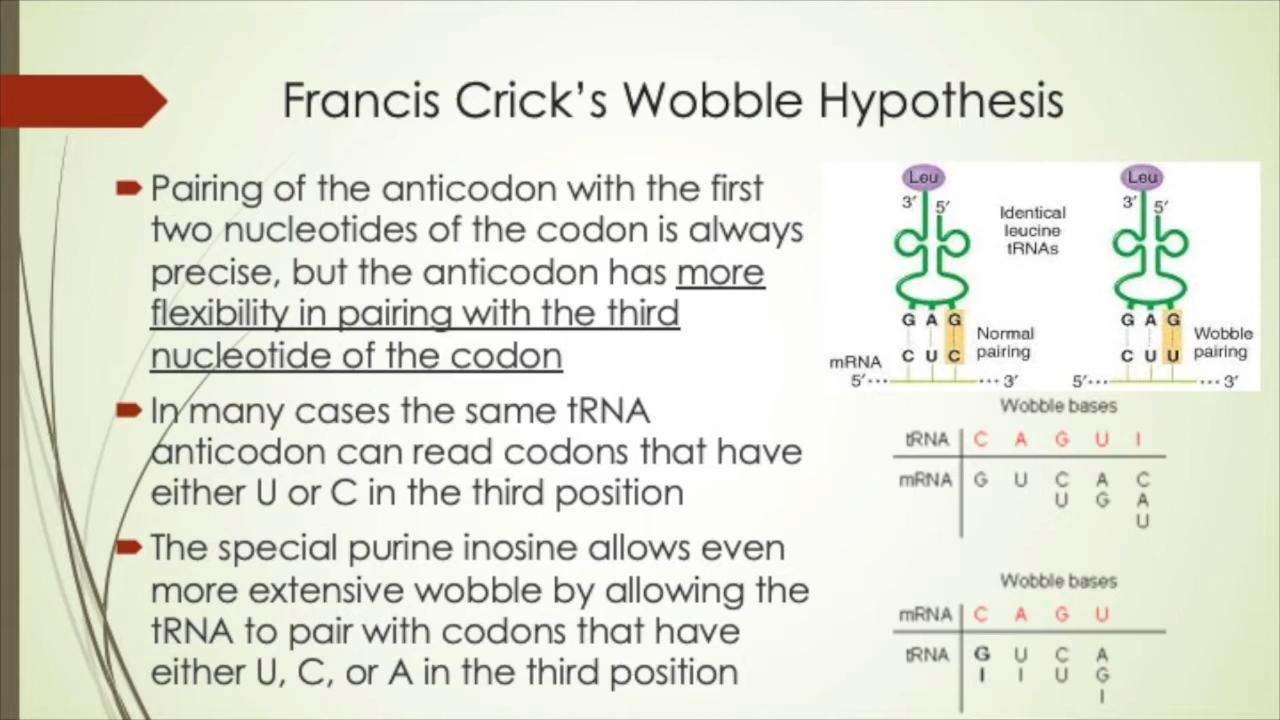 Francis Crick's Wobble Hypothesis
Pairing of the anticodon with the first
two nucleotides of the codon is always
precise, but the anticodon has more
flexibility in pairing with the third
nucleotide of the codon
In many cases the same tRNA
anticodon can read codons that have
either U or C in the third position
The special purine inosine allows even
more extensive wobble by allowing the
tRNA to pair with codons that have
either U, C, or A in the third position
Leu Leu
3′ 5′ 3′ 5′
Identical
leucine
tRNAs
G A G G A G
Normal
pairing
Wobble
pairing
C U C C U U
mRNA
5′ 3′ 5′ 3′
Wobble bases
tRNA C A G U I
mRNA G U C A C
U G A
U
Wobble bases
mRNA C A G U
tRNA G U C A
I I U G
I